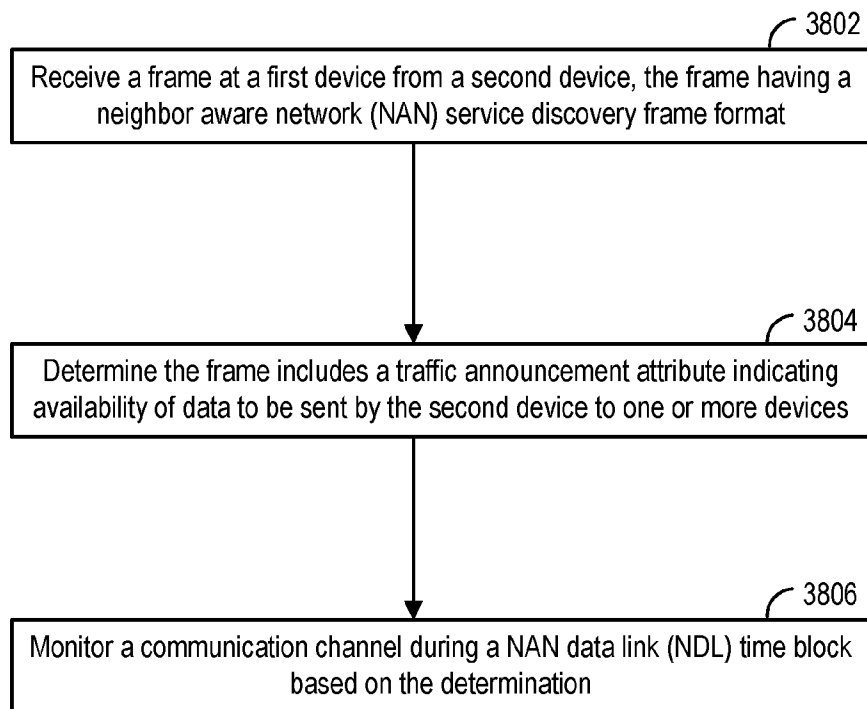 3802
Receive a frame at a first device from a second device, the frame having a
neighbor aware network (NAN) service discovery frame format
3804
Determine the frame includes a traffic announcement attribute indicating
availability of data to be sent by the second device to one or more devices
3806
Monitor a communication channel during a NAN data link (NDL) time block
based on the determination